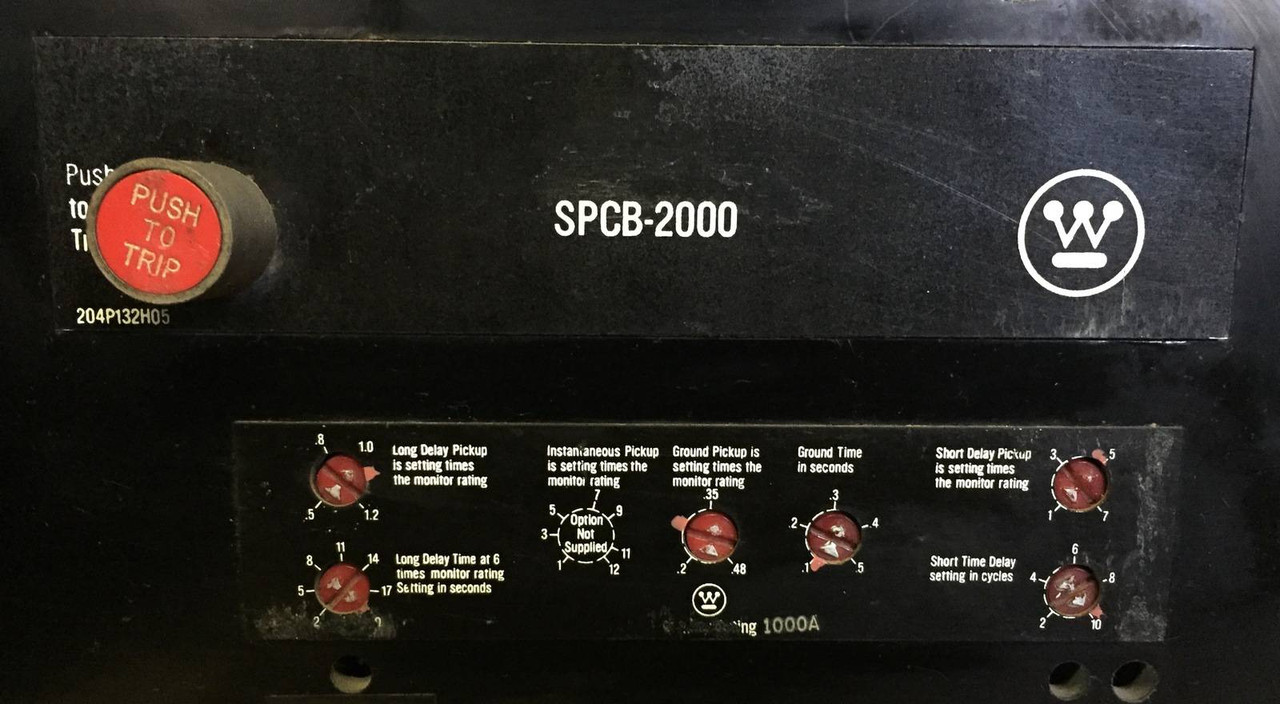 Push
to
PUSH
TO
TRIP
204P132H05
SPCB-2000
W
.8
1.0
.5
1.2
Long Delay Pickup
is setting times
the monitor rating
11
8
14
5
17
2
Long Delay Time at 6
times monitor rating
Setting in seconds
Instantaneous Pickup
is setting times the
monitor rating
7
5
9
3
11
1
12
Option
Not
Supplied
Ground Pickup is
setting times the
monitor rating
.35
.2
.48
W
1000A
Ground Time
in seconds
.3
.2
.4
.1
.5
Short Delay Pickup
is setting times
the monitor rating
3
5
1
7
Short Time Delay
setting in cycles
6
4
8
2
10